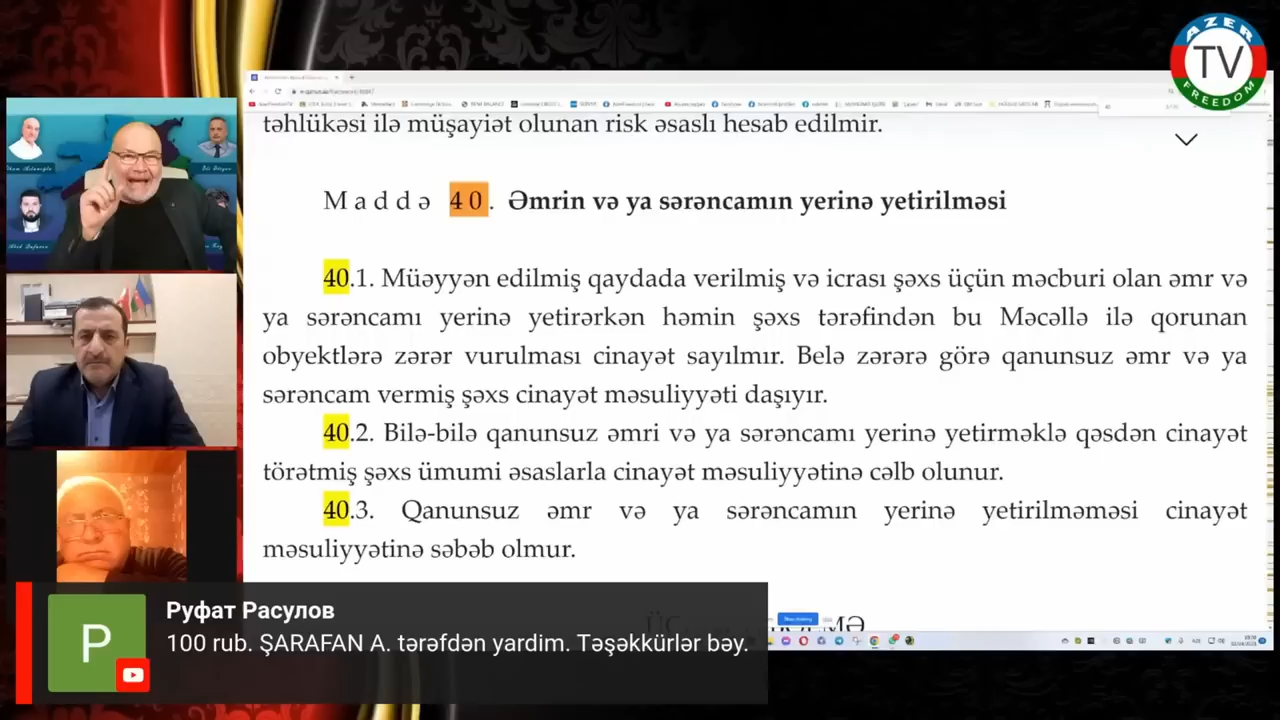 AZER
TV
FREEDOM
təhlükəsi ilə müşayiət olunan risk əsaslı hesab edilmir.
Maddə 40. Əmrin və ya sərəncamın yerinə yetirilməsi
40.1. Müəyyən edilmiş qaydada verilmiş və icrası şəxs üçün məcburi olan əmr və
ya sərəncamı yerinə yetirərkən həmin şəxs tərəfindən bu Məcəllə ilə qorunan
obyektlərə zərər vurulması cinayət sayılmır. Belə zərərə görə qanunsuz əmr və ya
sərəncam vermiş şəxs cinayət məsuliyyəti daşıyır.
40.2. Bilə-bilə qanunsuz əmri və ya sərəncamı yerinə yetirməklə qəsdən cinayət
törətmiş şəxs ümumi əsaslarla cinayət məsuliyyətinə cəlb olunur.
40.3. Qanunsuz əmr və ya sərəncamın yerinə yetirilməməsi cinayət
məsuliyyətinə səbəb olmur.
P
Руфат Расулов
100 rub. ŞARAFAN A. tərəfdən yardim. Təşəkkürlər bəy.